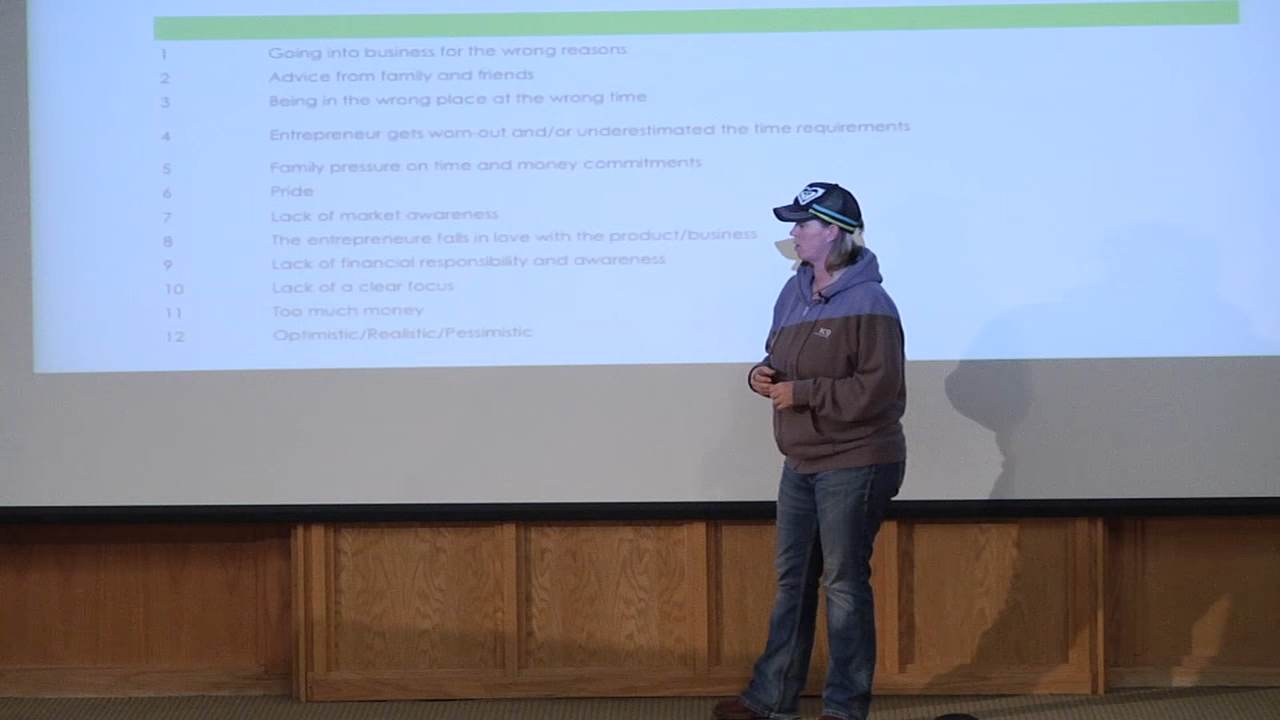 1 Going into business for the wrong reasons
2 Advice from family and friends
3 Being in the wrong place at the wrong time
4 Entrepreneur gets worn-out and/or underestimated the time requirements
5 Family pressure on time and money commitments
6 Pride
7 Lack of market awareness
8 The entrepreneure falls in love with the product/business
9 Lack of financial responsibility and awareness
10 Lack of a clear focus
11 Too much money
12 Optimistic/Realistic/Pessimistic